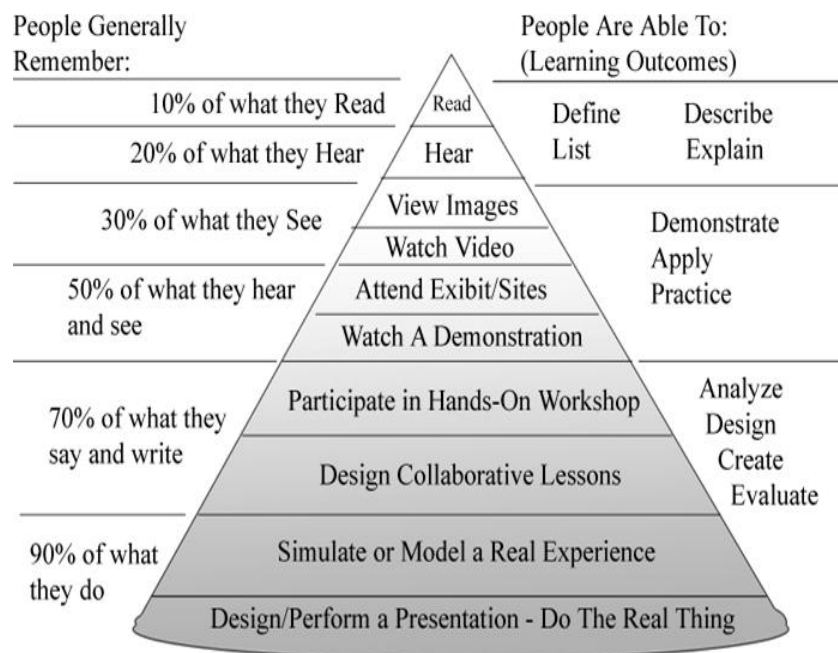 People Generally
Remember:
10% of what they Read
20% of what they Hear
30% of what they See
50% of what they hear
and see
70% of what they
say and write
90% of what
they do
Read
Hear
View Images
Watch Video
Attend Exibit/Sites
Watch A Demonstration
Participate in Hands-On Workshop
Design Collaborative Lessons
Simulate or Model a Real Experience
Design/Perform a Presentation - Do The Real Thing
People Are Able To:
(Learning Outcomes)
Define Describe
List Explain
Demonstrate
Apply
Practice
Analyze
Design
Create
Evaluate